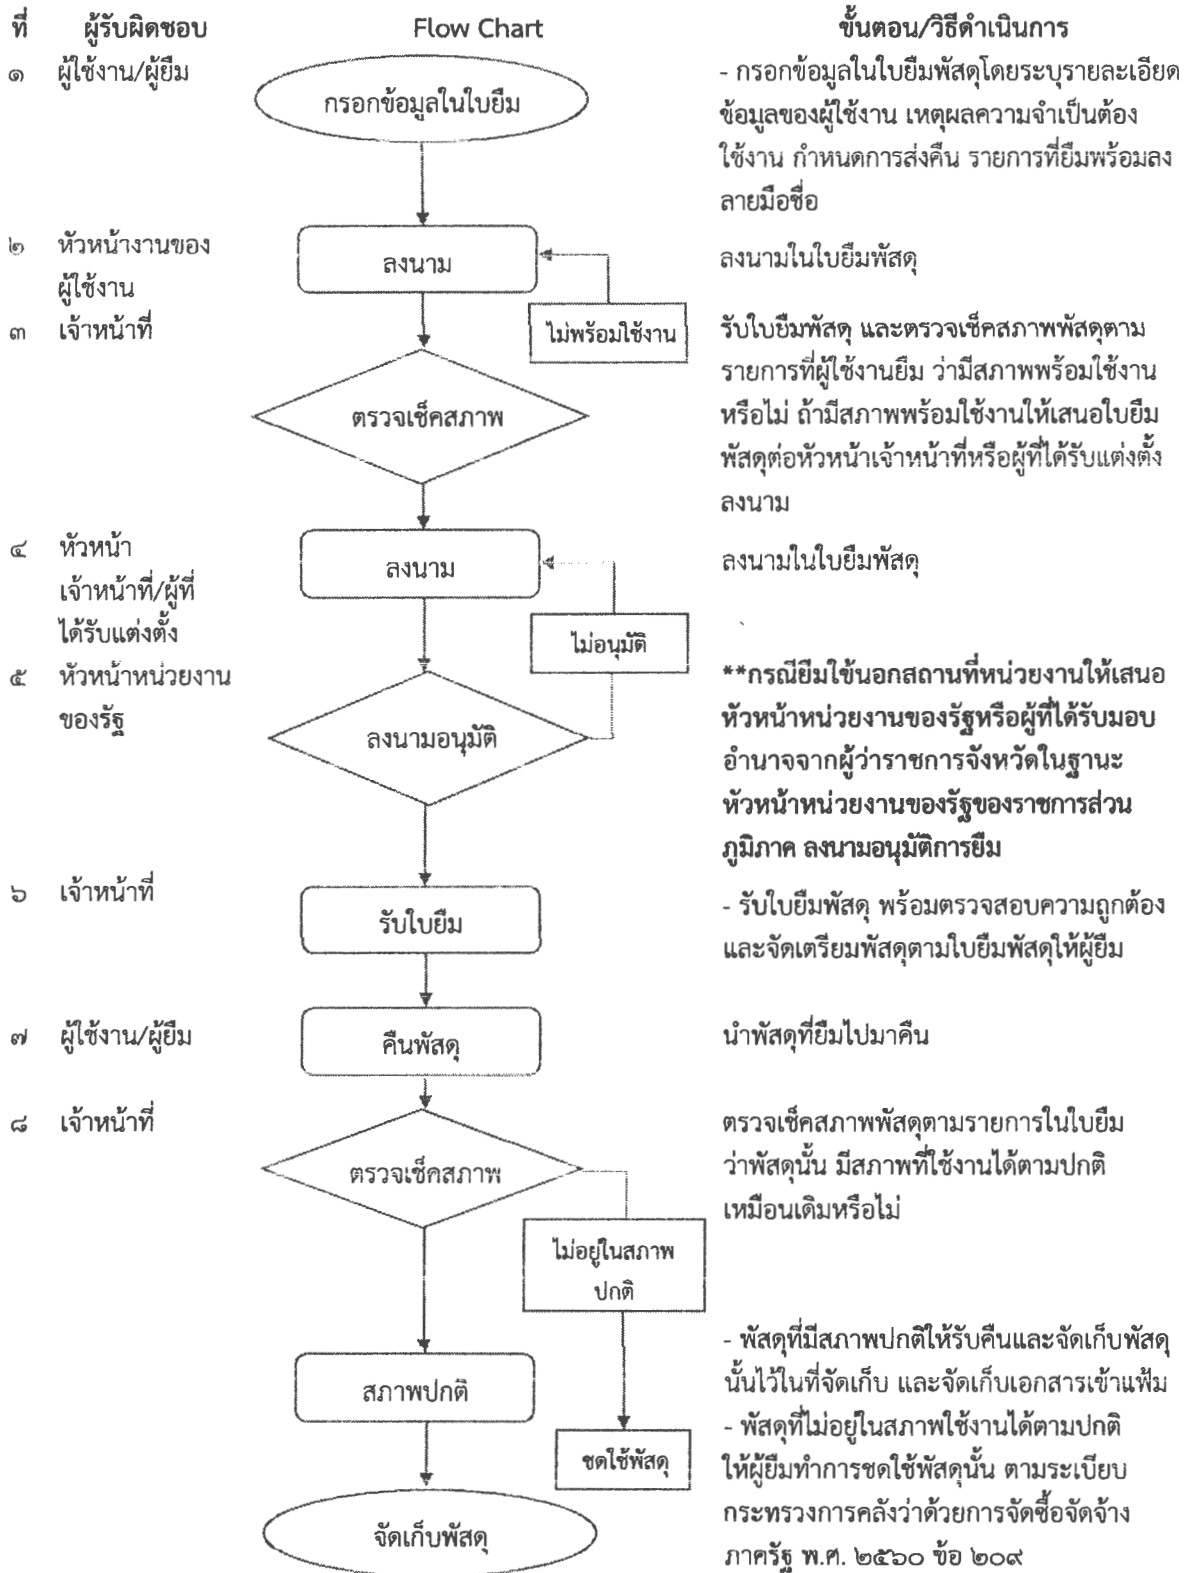 ที่ ผู้รับผิดชอบ Flow Chart ขั้นตอน/วิธีดำเนินการ
๑ ผู้ใช้งาน/ผู้ยืม
กรอกข้อมูลในใบยืม
- กรอกข้อมูลในใบยืมพัสดุโดยระบุรายละเอียด
ข้อมูลของผู้ใช้งาน เหตุผลความจำเป็นต้อง
ใช้งาน กำหนดการส่งคืน รายการที่ยืมพร้อมลง
ลายมือชื่อ
๒ หัวหน้างานของ
ผู้ใช้งาน
ลงนาม
ลงนามในใบยืมพัสดุ
ไม่พร้อมใช้งาน
๓ เจ้าหน้าที่
ตรวจเช็คสภาพ
รับใบยืมพัสดุ และตรวจเช็คสภาพพัสดุตาม
รายการที่ผู้ใช้งานยืม ว่ามีสภาพพร้อมใช้งาน
หรือไม่ ถ้ามีสภาพพร้อมใช้งานให้เสนอใบยืม
พัสดุต่อหัวหน้าเจ้าหน้าที่หรือผู้ที่ได้รับแต่งตั้ง
ลงนาม
๔ หัวหน้า
เจ้าหน้าที่/ผู้ที่
ได้รับแต่งตั้ง
ลงนาม
ลงนามในใบยืมพัสดุ
ไม่อนุมัติ
๕ หัวหน้าหน่วยงาน
ของรัฐ
ลงนามอนุมัติ
**กรณียืมใช้นอกสถานที่หน่วยงานให้เสนอ
หัวหน้าหน่วยงานของรัฐหรือผู้ที่ได้รับมอบ
อำนาจจากผู้ว่าราชการจังหวัดในฐานะ
หัวหน้าหน่วยงานของรัฐของราชการส่วน
ภูมิภาค ลงนามอนุมัติการยืม
๖ เจ้าหน้าที่
รับใบยืม
- รับใบยืมพัสดุ พร้อมตรวจสอบความถูกต้อง
และจัดเตรียมพัสดุตามใบยืมพัสดุให้ผู้ยืม
๗ ผู้ใช้งาน/ผู้ยืม
คืนพัสดุ
นำพัสดุที่ยืมไปมาคืน
๘ เจ้าหน้าที่
ตรวจเช็คสภาพ
ตรวจเช็คสภาพพัสดุตามรายการในใบยืม
ว่าพัสดุนั้น มีสภาพที่ใช้งานได้ตามปกติ
เหมือนเดิมหรือไม่
ไม่อยู่ในสภาพ
ปกติ
สภาพปกติ
ชดใช้พัสดุ
จัดเก็บพัสดุ
- พัสดุที่มีสภาพปกติให้รับคืนและจัดเก็บพัสดุ
นั้นไว้ในที่จัดเก็บ และจัดเก็บเอกสารเข้าแฟ้ม
- พัสดุที่ไม่อยู่ในสภาพใช้งานได้ตามปกติ
ให้ผู้ยืมทำการชดใช้พัสดุนั้น ตามระเบียบ
กระทรวงการคลังว่าด้วยการจัดซื้อจัดจ้าง
ภาครัฐ พ.ศ. ๒๕๖๐ ข้อ ๒๐๙